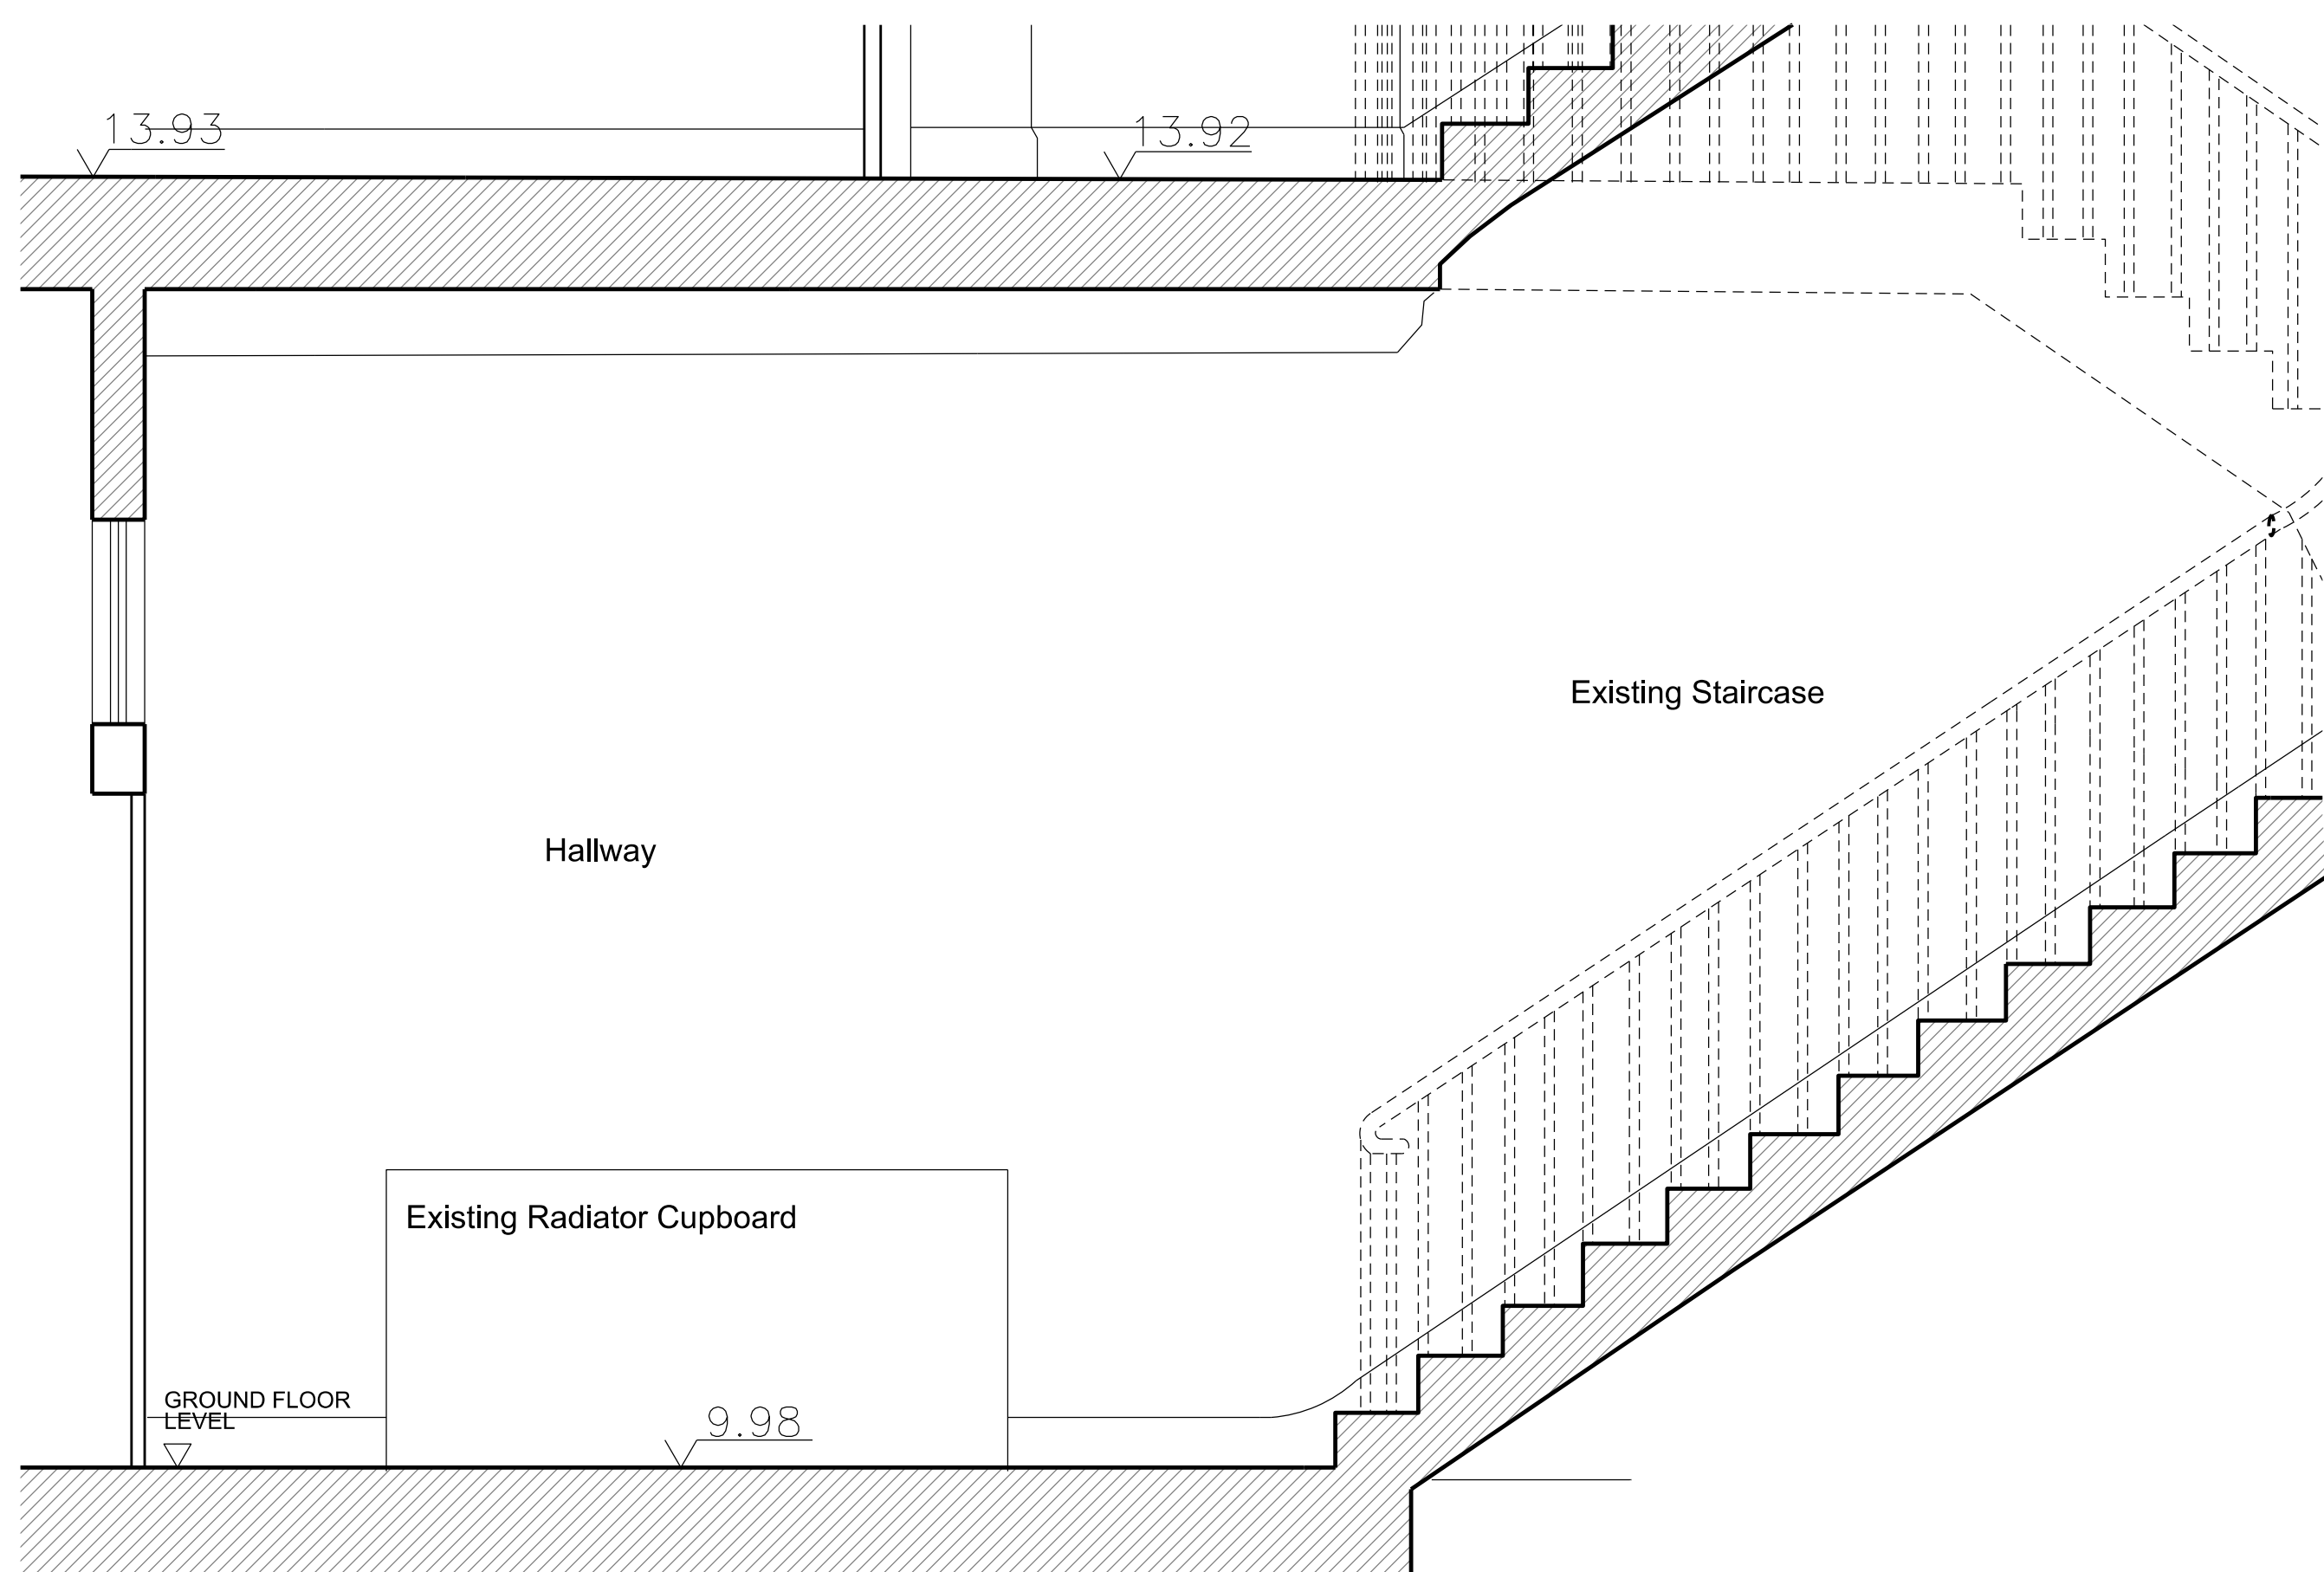 13.93
13.92
Existing Staircase
Hallway
Existing Radiator Cupboard
GROUND FLOOR
LEVEL
9.98